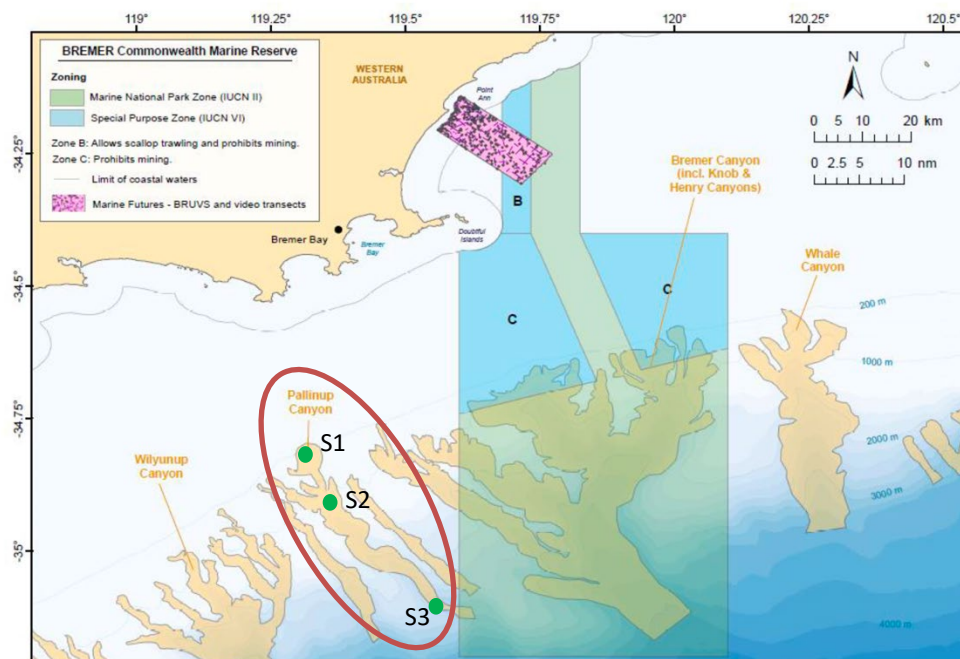 119°
119.25°
119.5°
119.75°
120°
120.25°
120.5°
BREMER Commonwealth Marine Reserve
Zoning
Marine National Park Zone (IUCN II)
Special Purpose Zone (IUCN VI)
Zone B: Allows scallop trawling and prohibits mining.
Zone C: Prohibits mining.
Limit of coastal waters
Marine Futures - BRUVS and video transects
WESTERN
AUSTRALIA
Point
Ann
N
0 5 10 20 km
0 2.5 5 10 nm
-34.25
Bremer Canyon
(incl. Knob &
Henry Canyons)
B
Doubtful
Islands
Bremer Bay
Bremer
Bay
Whale
Canyon
-34.5
C
C
200 m
1000 m
Pallinup
Canyon
-34.75
S1
2000 m
Wilyunup
Canyon
S2
3000 m
-35°
S3
4000 m